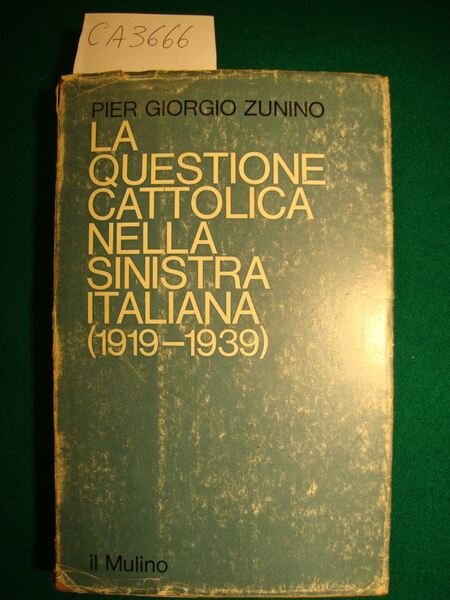 CA3666
PIER GIORGIO ZUNINO
LA
QUESTIONE
CATTOLICA
NELLA
SINISTRA
ITALIANA
(1919–1939)
il Mulino